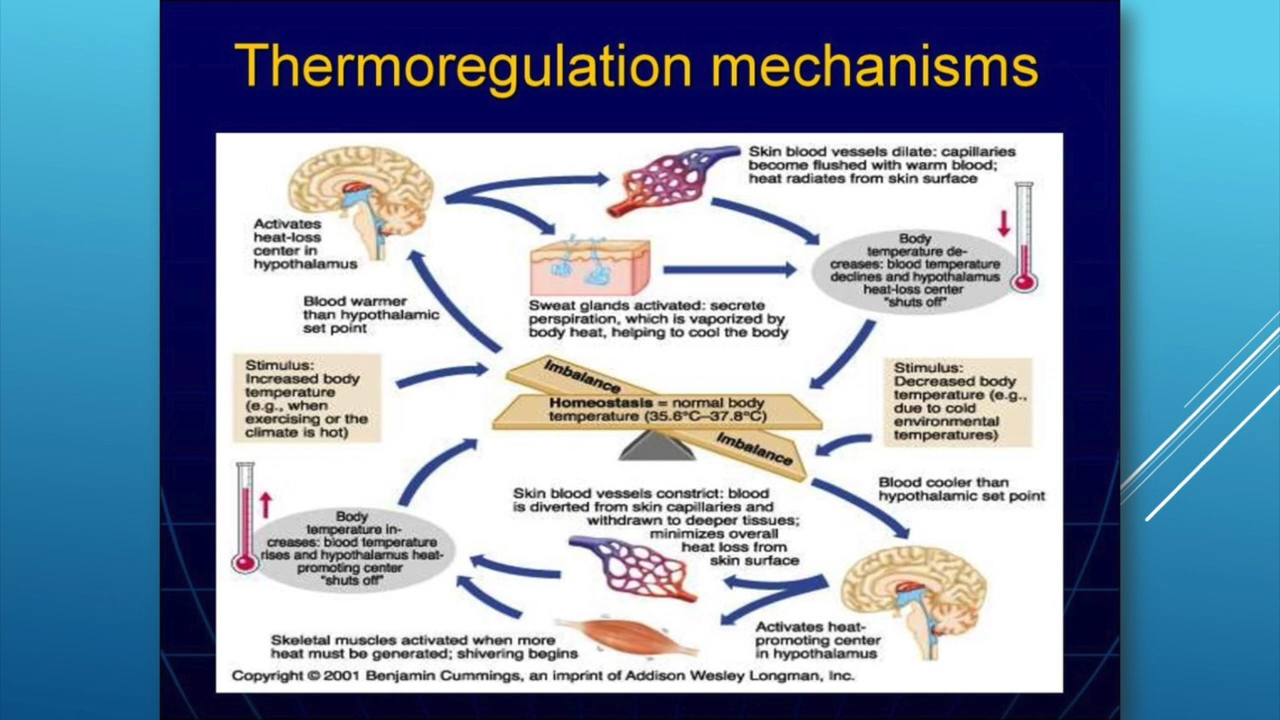 Thermoregulation mechanisms
Skin blood vessels dilate: capillaries
become flushed with warm blood;
heat radiates from skin surface
Activates
heat-loss
center in
hypothalamus
Body
temperature de-
creases: blood temperature
declines and hypothalamus
heat-loss center
"shuts off"
Blood warmer
than hypothalamic
set point
Sweat glands activated: secrete
perspiration, which is vaporized by
body heat, helping to cool the body
Stimulus:
Increased body
temperature
(e.g., when
exercising or the
climate is hot)
Imbalance
Homeostasis = normal body
temperature (35.6°C–37.8°C)
Imbalance
Stimulus:
Decreased body
temperature (e.g.,
due to cold
environmental
temperatures)
Blood cooler than
hypothalamic set point
Skin blood vessels constrict: blood
is diverted from skin capillaries and
withdrawn to deeper tissues;
minimizes overall
heat loss from
skin surface
Body
temperature in-
creases: blood temperature
rises and hypothalamus heat-
promoting center
"shuts off"
Activates heat-
promoting center
in hypothalamus
Skeletal muscles activated when more
heat must be generated; shivering begins
Copyright © 2001 Benjamin Cummings, an imprint of Addison Wesley Longman, Inc.